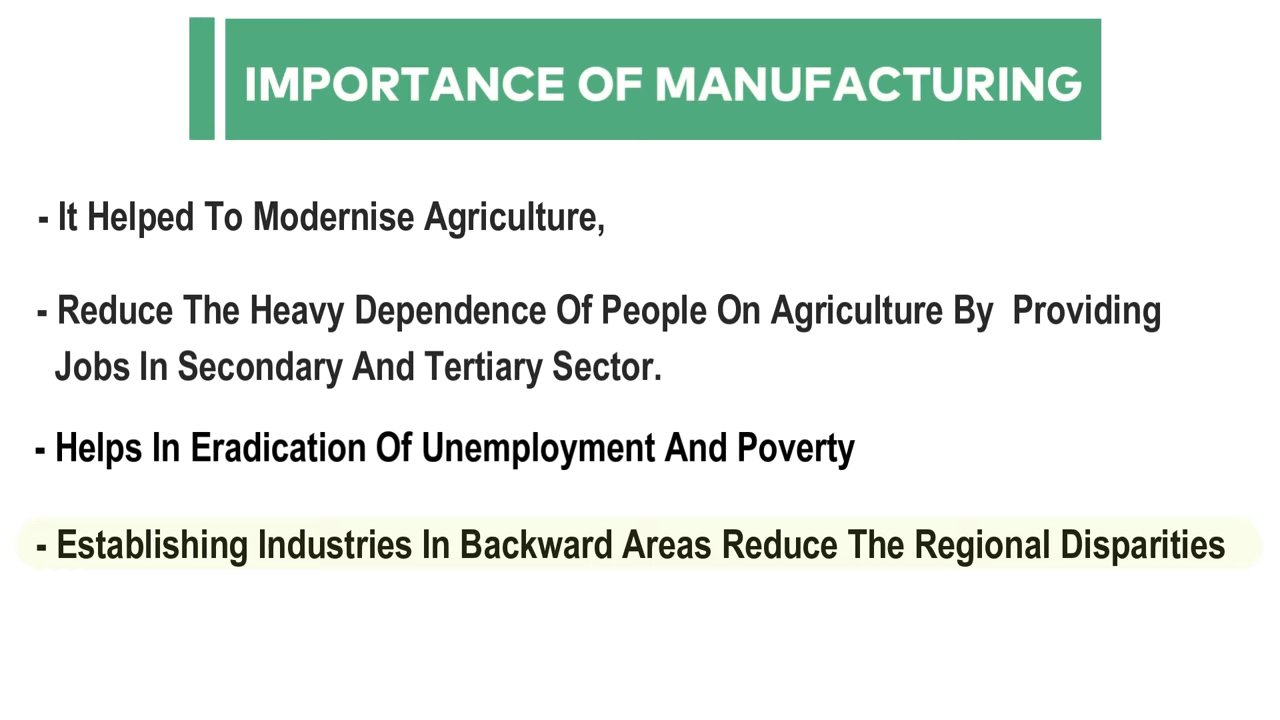 IMPORTANCE OF MANUFACTURING
- It Helped To Modernise Agriculture,
- Reduce The Heavy Dependence Of People On Agriculture By  Providing
Jobs In Secondary And Tertiary Sector.
- Helps In Eradication Of Unemployment And Poverty
- Establishing Industries In Backward Areas Reduce The Regional Disparities